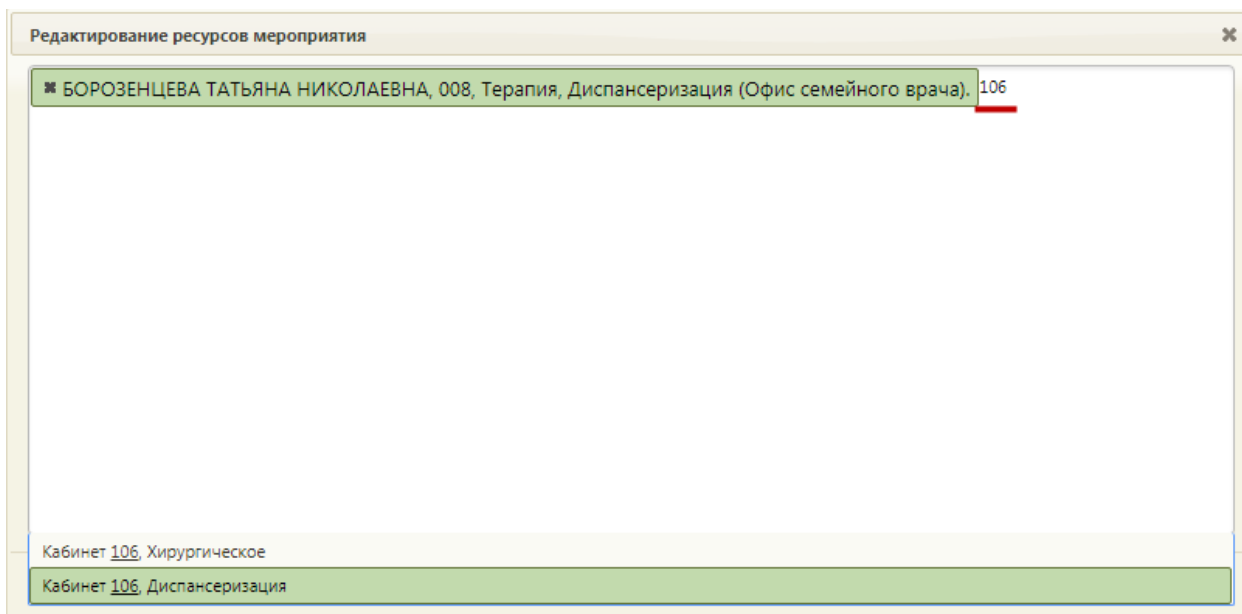 Редактирование ресурсов мероприятия
БОРОЗЕНЦЕВА ТАТЬЯНА НИКОЛАЕВНА, 008, Терапия, Диспансеризация (Офис семейного врача). 106
Кабинет 106, Хирургическое
Кабинет 106, Диспансеризация